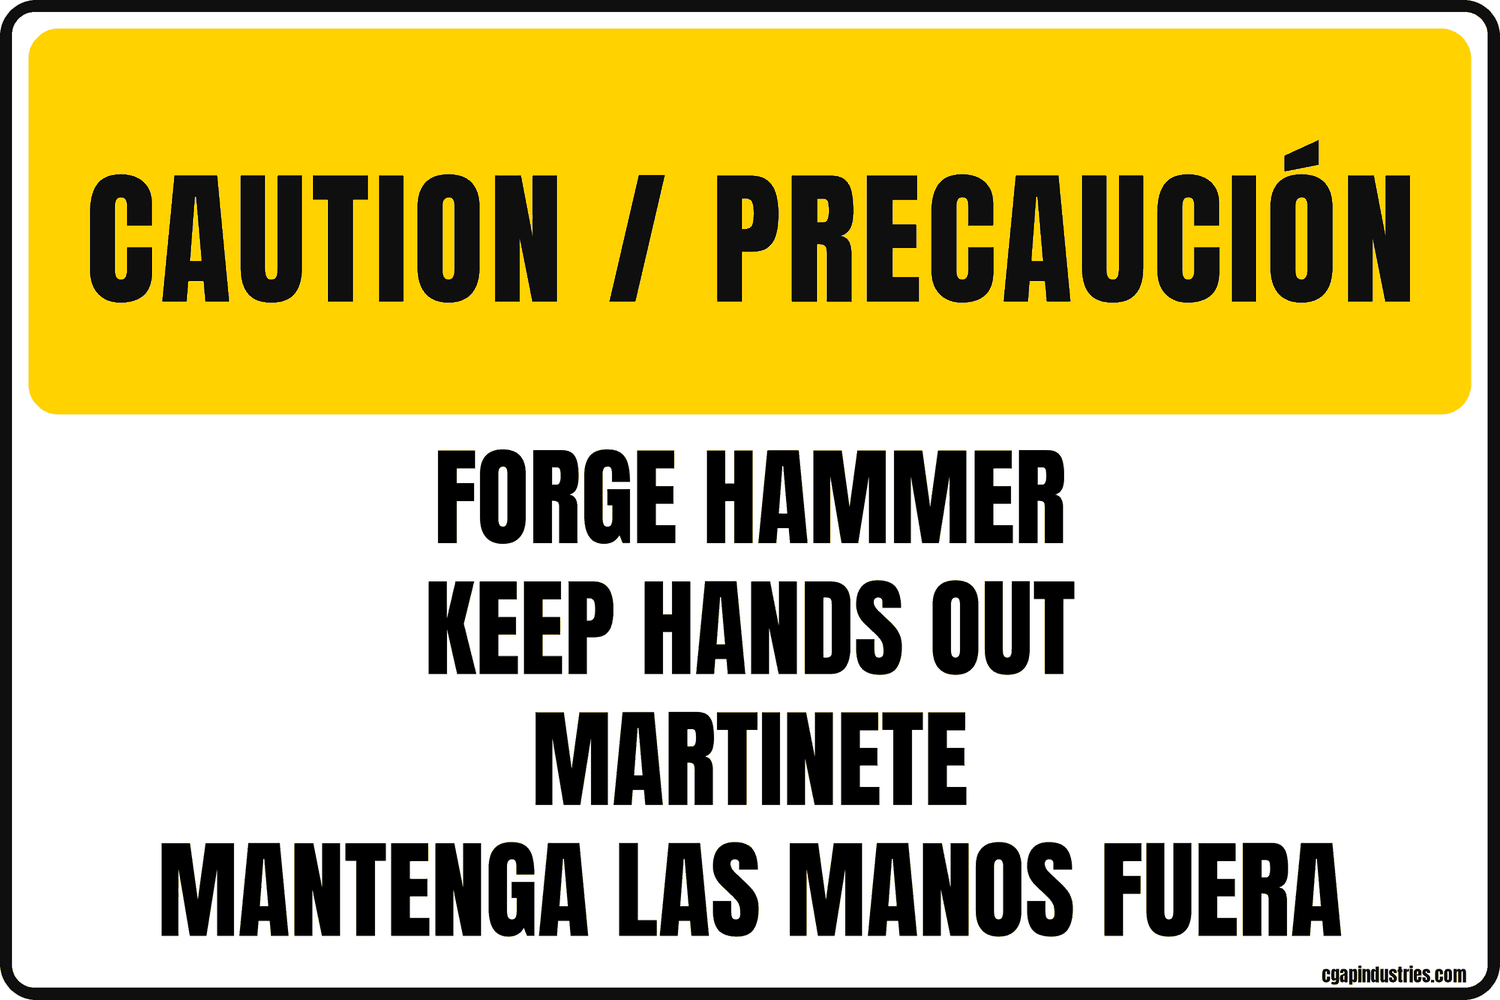 CAUTION / PRECAUCIÓN
FORGE HAMMER
KEEP HANDS OUT
MARTINETE
MANTENGA LAS MANOS FUERA
cgapindustries.com